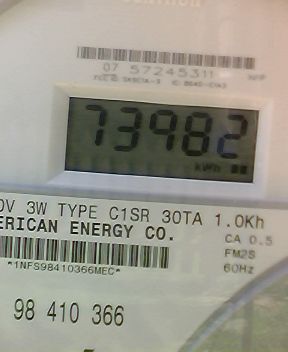 07 57245311
73982
kWh
0V 3W TYPE C1SR 30TA 1.0Kh
ERICAN ENERGY CO.
CA 0.5
FM2S
*1NFS98410366MEC*
60Hz
98 410 366